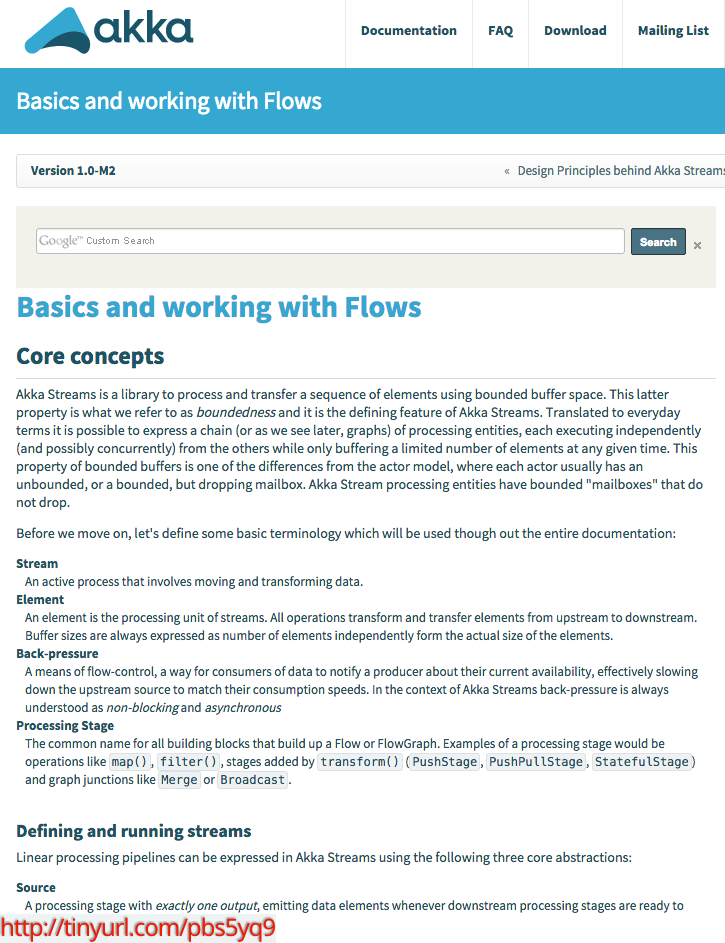 akka
Documentation
FAQ
Download
Mailing List
Basics and working with Flows
Version 1.0-M2
« Design Principles behind Akka Streams
Google™ Custom Search
Search
×
Basics and working with Flows
Core concepts
Akka Streams is a library to process and transfer a sequence of elements using bounded buffer space. This latter
property is what we refer to as boundedness and it is the defining feature of Akka Streams. Translated to everyday
terms it is possible to express a chain (or as we see later, graphs) of processing entities, each executing independently
(and possibly concurrently) from the others while only buffering a limited number of elements at any given time. This
property of bounded buffers is one of the differences from the actor model, where each actor usually has an
unbounded, or a bounded, but dropping mailbox. Akka Stream processing entities have bounded "mailboxes" that do
not drop.
Before we move on, let's define some basic terminology which will be used though out the entire documentation:
Stream
An active process that involves moving and transforming data.
Element
An element is the processing unit of streams. All operations transform and transfer elements from upstream to downstream.
Buffer sizes are always expressed as number of elements independently form the actual size of the elements.
Back-pressure
A means of flow-control, a way for consumers of data to notify a producer about their current availability, effectively slowing
down the upstream source to match their consumption speeds. In the context of Akka Streams back-pressure is always
understood as non-blocking and asynchronous
Processing Stage
The common name for all building blocks that build up a Flow or FlowGraph. Examples of a processing stage would be
operations like map(), filter(), stages added by transform() (PushStage, PushPullStage, StatefulStage)
and graph junctions like Merge or Broadcast.
Defining and running streams
Linear processing pipelines can be expressed in Akka Streams using the following three core abstractions:
Source
A processing stage with exactly one output, emitting data elements whenever downstream processing stages are ready to
http://tinyurl.com/pbs5yq9